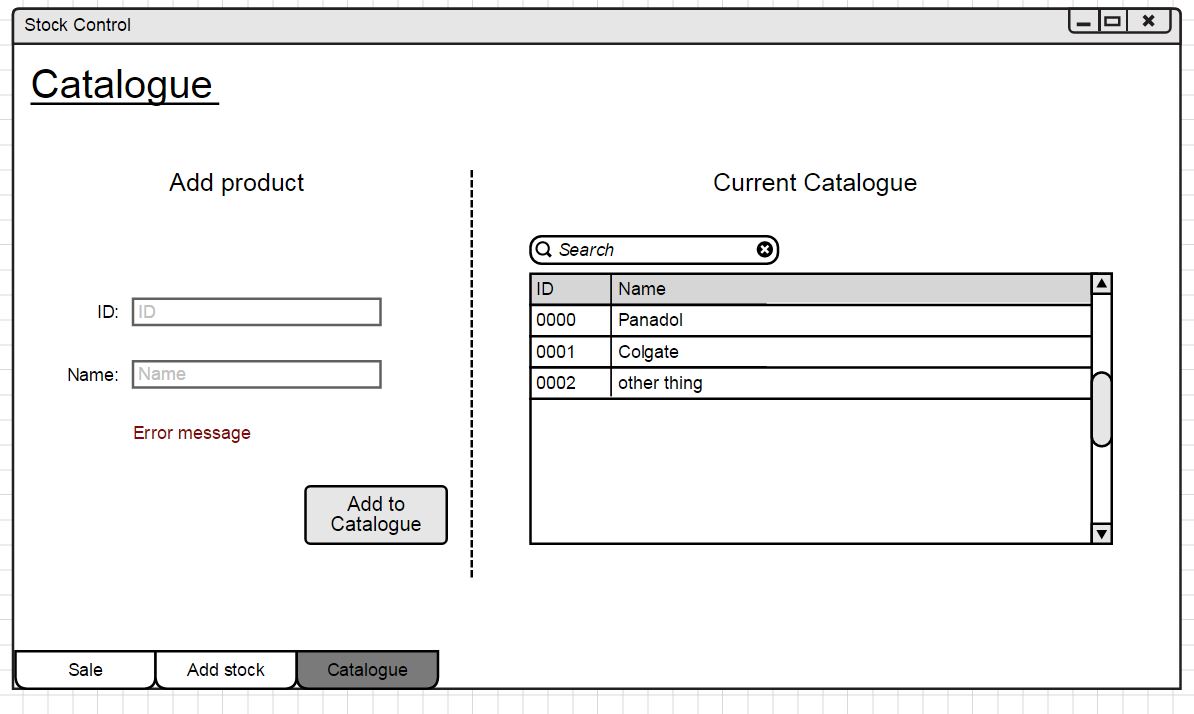 Stock Control
Catalogue
Add product
ID: ID
Name: Name
Error message
Add to
Catalogue
Current Catalogue
Search
ID Name
0000 Panadol
0001 Colgate
0002 other thing
Sale Add stock Catalogue